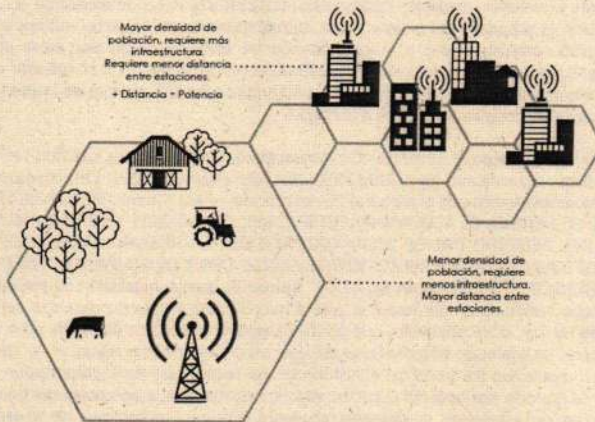 Mayor densidad de
población, requiere más
infraestructura.
Requiere menor distancia
entre estaciones.
+ Distancia = Potencia
Menor densidad de
población, requiere
menos infraestructura.
Mayor distancia entre
estaciones.